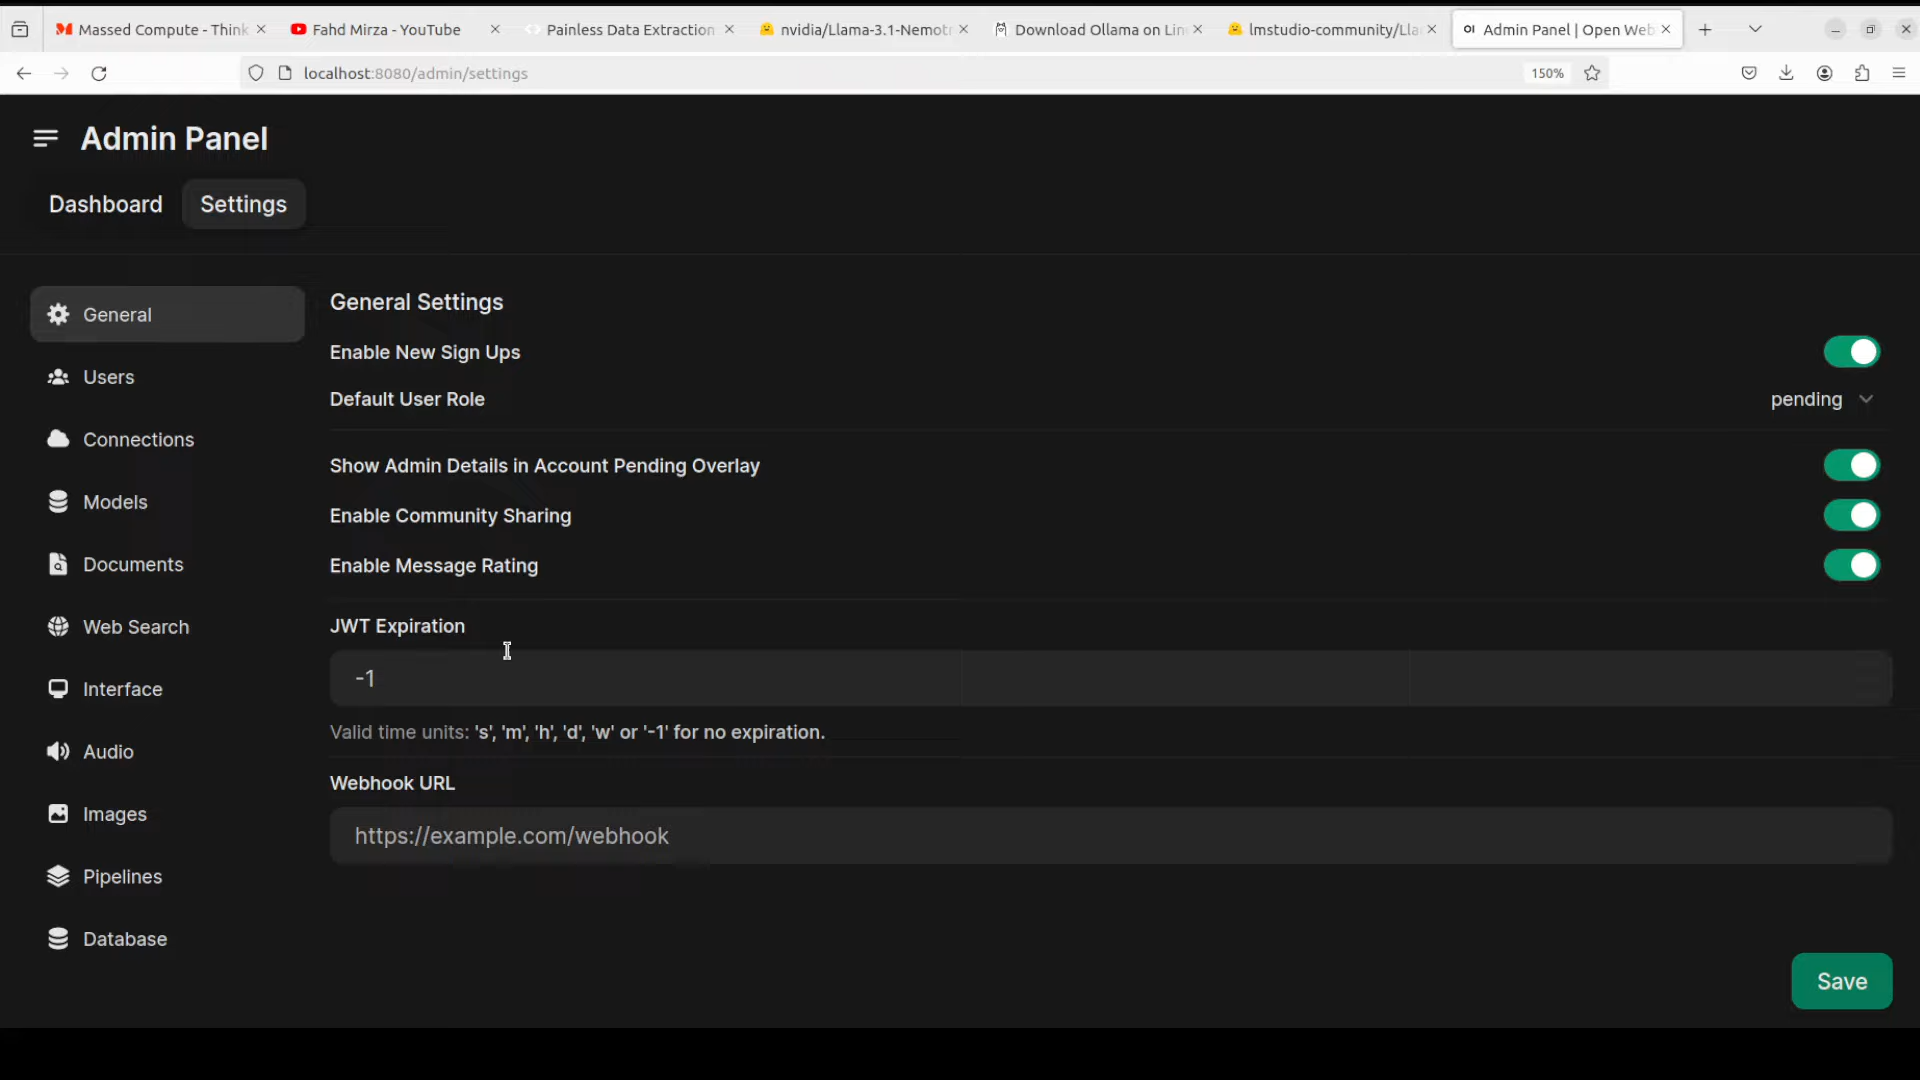 Massed Compute - Think
Fahd Mirza - YouTube
Painless Data Extraction
nvidia/Llama-3.1-Nemot
Download Ollama on Lin
lmstudio-community/Lla
OI Admin Panel | Open Web
localhost:8080/admin/settings
150%
Admin Panel
Dashboard
Settings
General
Users
Connections
Models
Documents
Web Search
Interface
Audio
Images
Pipelines
Database
General Settings
Enable New Sign Ups
Default User Role
pending
Show Admin Details in Account Pending Overlay
Enable Community Sharing
Enable Message Rating
JWT Expiration
-1
Valid time units: 's', 'm', 'h', 'd', 'w' or '-1' for no expiration.
Webhook URL
https://example.com/webhook
Save